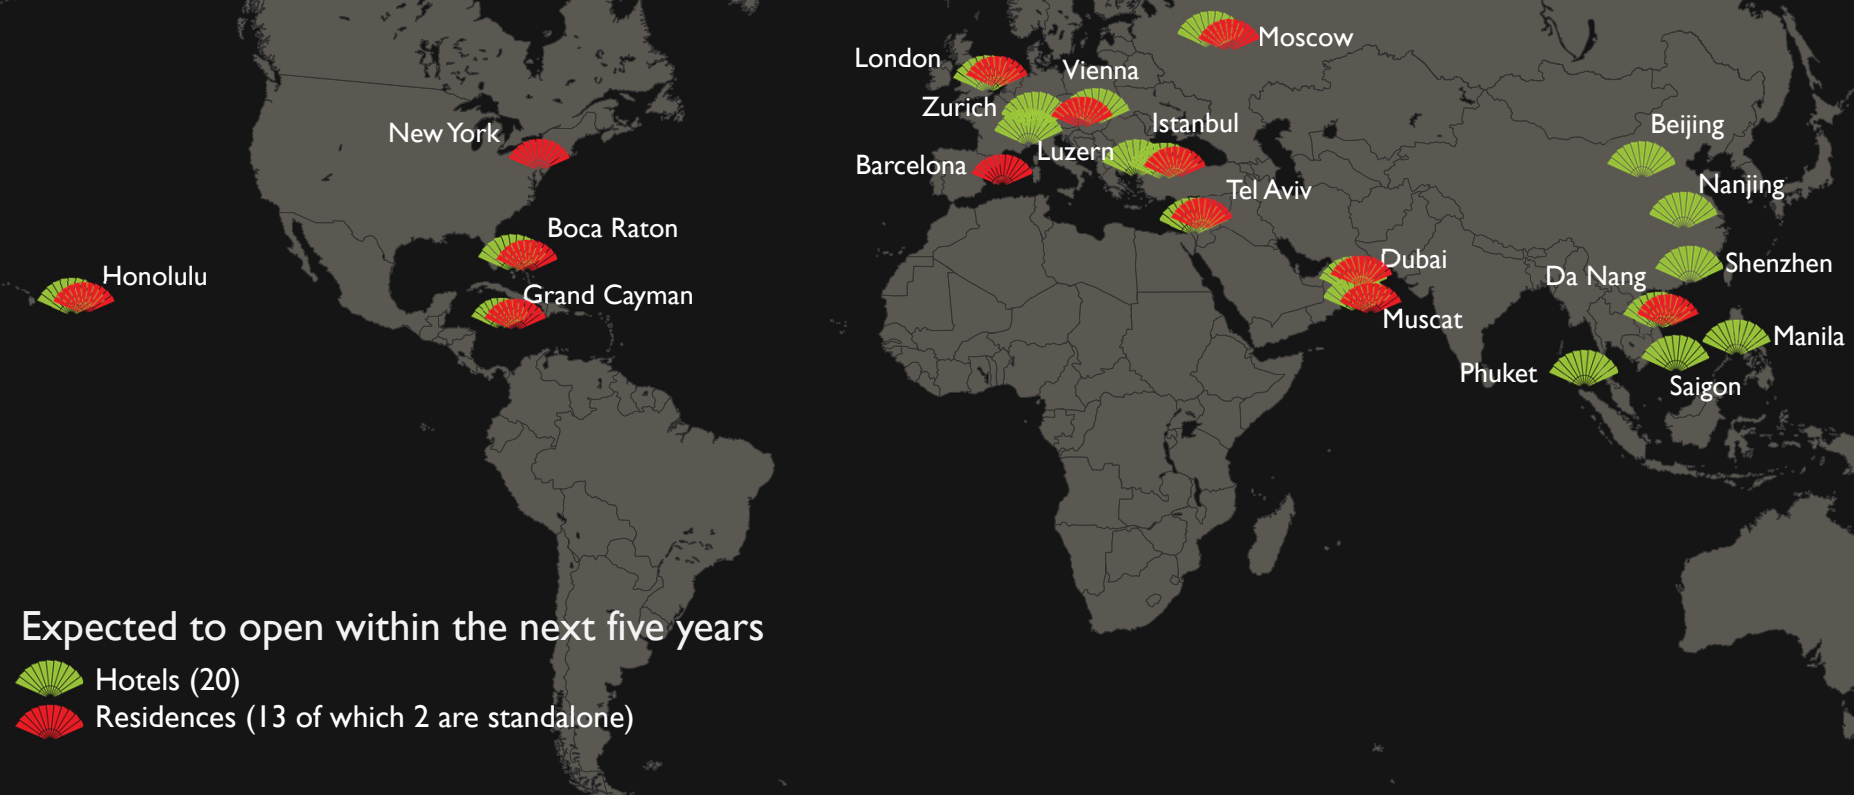 Moscow
London
Vienna
Zurich
Istanbul
Beijing
New York
Luzern
Barcelona
Nanjing
Tel Aviv
Boca Raton
Dubai
Shenzhen
Honolulu
Da Nang
Grand Cayman
Muscat
Manila
Phuket
Saigon
Expected to open within the next five years
Hotels (20)
Residences (13 of which 2 are standalone)